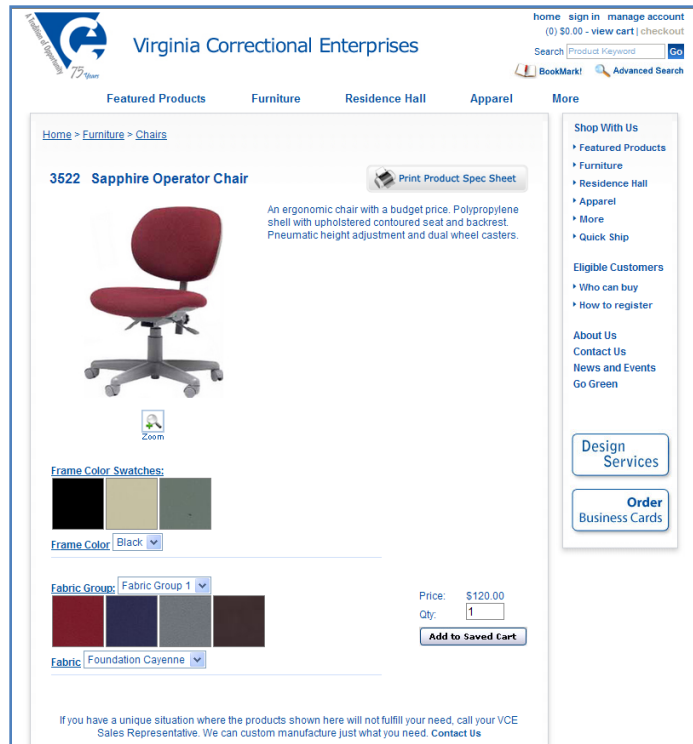 A Tradition of Opportunity
75 Years
Virginia Correctional Enterprises
home sign in manage account
(0) $0.00 - view cart | checkout
Search Product Keyword Go
BookMark! Advanced Search
Featured Products Furniture Residence Hall Apparel More
Home > Furniture > Chairs
3522 Sapphire Operator Chair
Print Product Spec Sheet
An ergonomic chair with a budget price. Polypropylene
shell with upholstered contoured seat and backrest.
Pneumatic height adjustment and dual wheel casters.
Zoom
Frame Color Swatches:
Frame Color Black
Fabric Group: Fabric Group 1
Fabric Foundation Cayenne
Price: $120.00
Qty: 1
Add to Saved Cart
If you have a unique situation where the products shown here will not fulfill your need, call your VCE
Sales Representative. We can custom manufacture just what you need. Contact Us
Shop With Us
Featured Products
Furniture
Residence Hall
Apparel
More
Quick Ship
Eligible Customers
Who can buy
How to register
About Us
Contact Us
News and Events
Go Green
Design
Services
Order
Business Cards